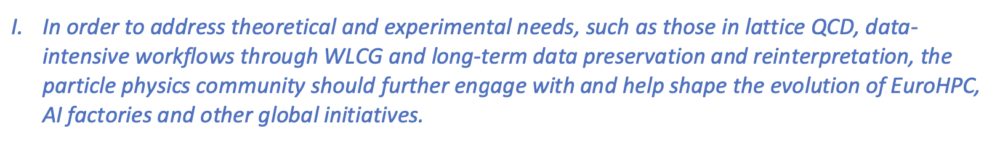 I. In order to address theoretical and experimental needs, such as those in lattice QCD, data-
intensive workflows through WLCG and long-term data preservation and reinterpretation, the
particle physics community should further engage with and help shape the evolution of EuroHPC,
AI factories and other global initiatives.